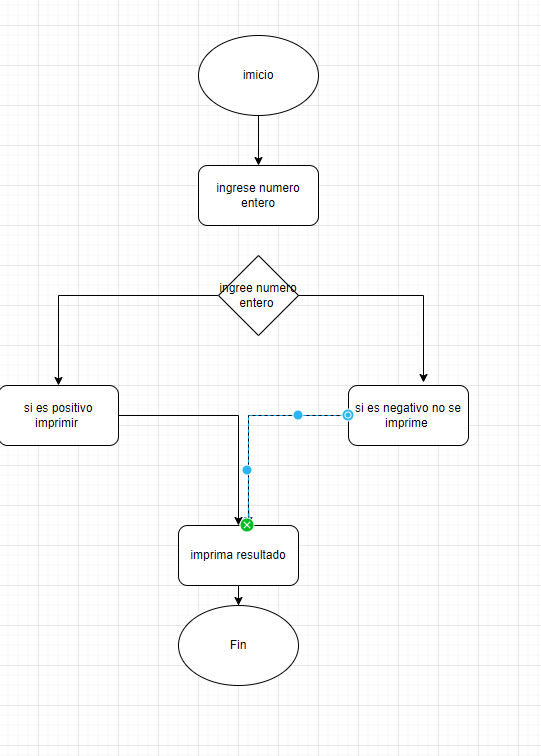 imicio
ingrese numero
entero
ingree numero
entero
si es positivo
imprimir
si es negativo no se
imprime
imprima resultado
Fin